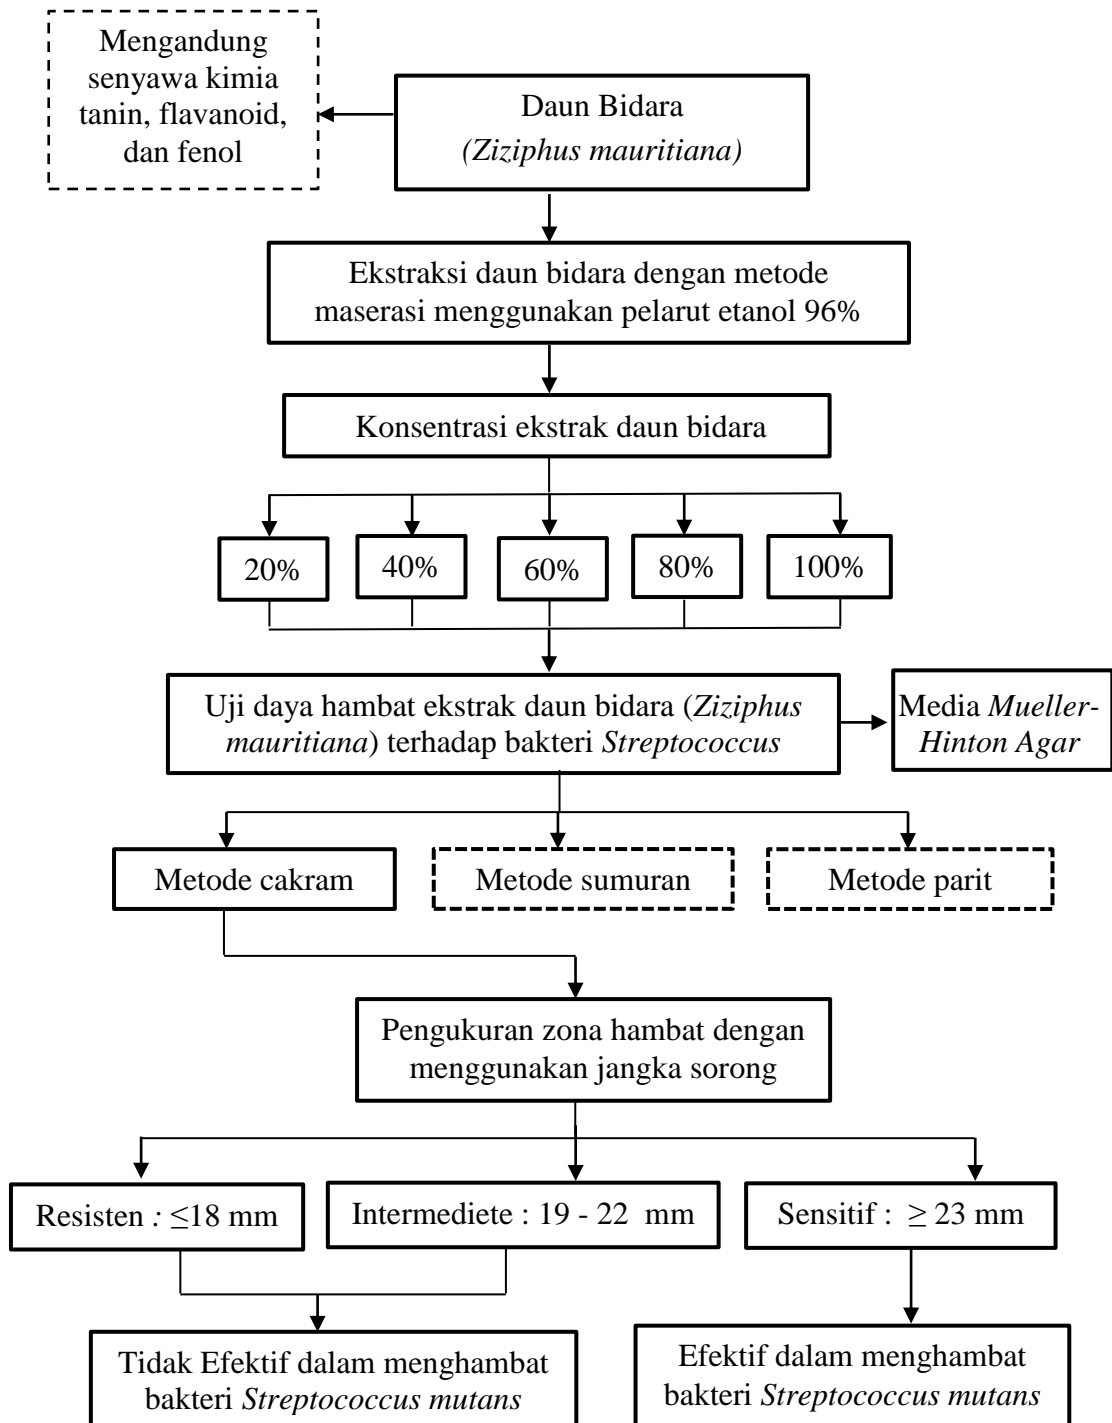 Mengandung
senyawa kimia
tanin, flavanoid,
dan fenol
Daun Bidara
(Ziziphus mauritiana)
Ekstraksi daun bidara dengan metode
maserasi menggunakan pelarut etanol 96%
Konsentrasi ekstrak daun bidara
20%
40%
60%
80%
100%
Uji daya hambat ekstrak daun bidara (Ziziphus
mauritiana) terhadap bakteri Streptococcus
Media Mueller-
Hinton Agar
Metode cakram
Metode sumuran
Metode parit
Pengukuran zona hambat dengan
menggunakan jangka sorong
Resisten : ≤18 mm
Intermediete : 19 - 22 mm
Sensitif : ≥ 23 mm
Tidak Efektif dalam menghambat
bakteri Streptococcus mutans
Efektif dalam menghambat
bakteri Streptococcus mutans